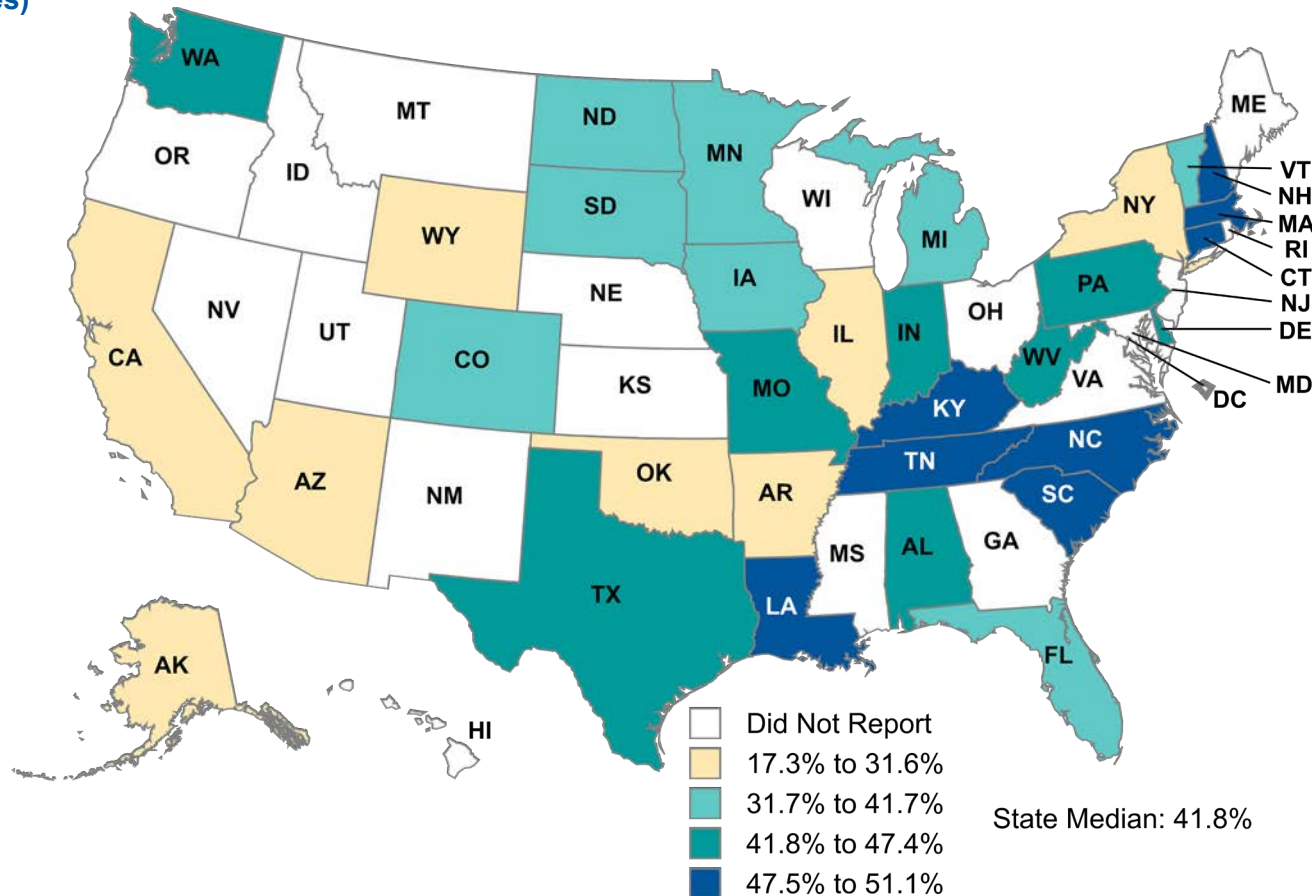 es)
WA
MT
ND
MN
ME
OR
ID
WI
VT
NH
SD
NY
MA
WY
MI
RI
CT
IA
PA
NE
NJ
NV
OH
DE
UT
IL
IN
CA
CO
WV
KS
MO
VA
MD
DC
KY
NC
TN
OK
AZ
AR
SC
NM
GA
MS
AL
TX
LA
FL
AK
HI
Did Not Report
17.3% to 31.6%
31.7% to 41.7%
State Median: 41.8%
41.8% to 47.4%
47.5% to 51.1%